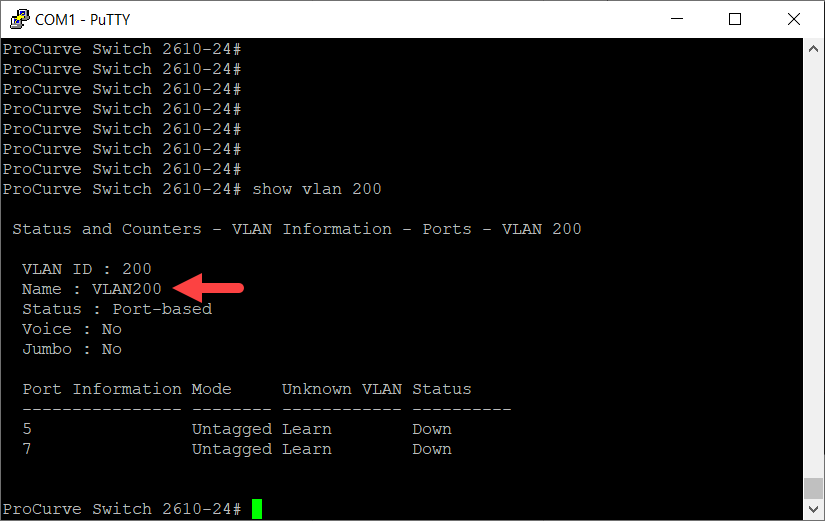 COM1 - PuTTY
ProCurve Switch 2610-24#
ProCurve Switch 2610-24#
ProCurve Switch 2610-24#
ProCurve Switch 2610-24#
ProCurve Switch 2610-24#
ProCurve Switch 2610-24#
ProCurve Switch 2610-24#
ProCurve Switch 2610-24# show vlan 200
Status and Counters - VLAN Information - Ports - VLAN 200
VLAN ID : 200
Name : VLAN200
Status : Port-based
Voice : No
Jumbo : No
Port Information Mode     Unknown VLAN Status
---------------- -------- ------------ ----------
5                Untagged Learn        Down
7                Untagged Learn        Down
ProCurve Switch 2610-24#